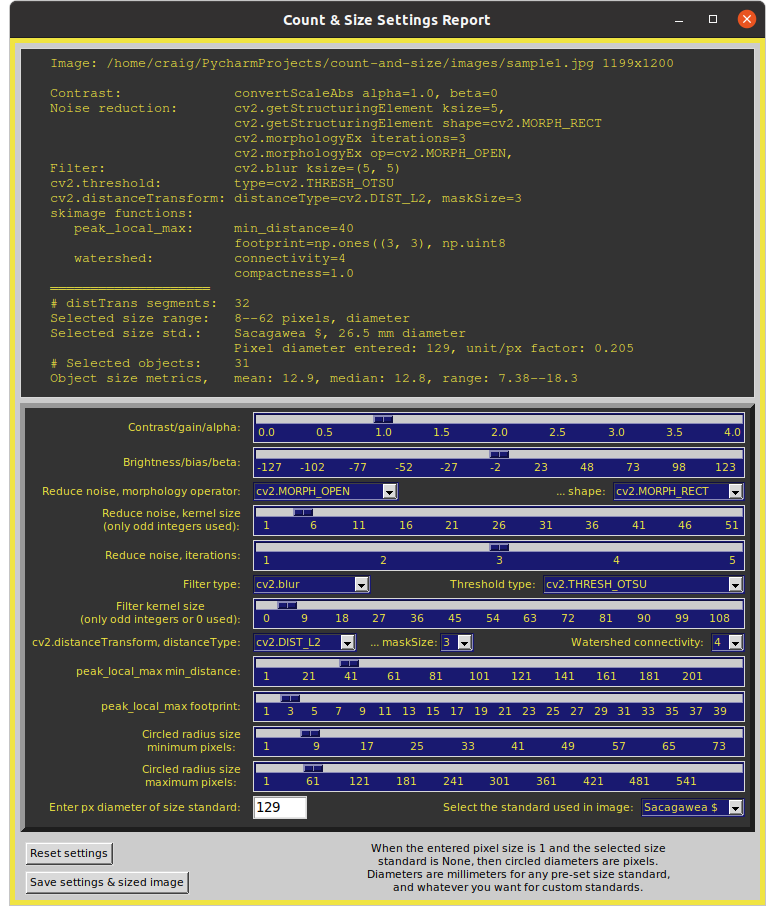 Count & Size Settings Report
Image: /home/craig/PycharmProjects/count-and-size/images/sample1.jpg 1199x1200
Contrast: convertScaleAbs alpha=1.0, beta=0
Noise reduction: cv2.getStructuringElement ksize=5,
cv2.getStructuringElement shape=cv2.MORPH_RECT
cv2.morphologyEx iterations=3
cv2.morphologyEx op=cv2.MORPH_OPEN,
Filter: cv2.blur ksize=(5, 5)
cv2.threshold: type=cv2.THRESH_OTSU
cv2.distanceTransform: distanceType=cv2.DIST_L2, maskSize=3
skimage functions:
peak_local_max: min_distance=40
footprint=np.ones((3, 3), np.uint8
watershed: connectivity=4
compactness=1.0
# distTrans segments: 32
Selected size range: 8--62 pixels, diameter
Selected size std.: Sacagawea $, 26.5 mm diameter
Pixel diameter entered: 129, unit/px factor: 0.205
# Selected objects: 31
Object size metrics, mean: 12.9, median: 12.8, range: 7.38--18.3
Contrast/gain/alpha:
0.0 0.5 1.0 1.5 2.0 2.5 3.0 3.5 4.0
Brightness/bias/beta:
-127 -102 -77 -52 -27 -2 23 48 73 98 123
Reduce noise, morphology operator: cv2.MORPH_OPEN ... shape: cv2.MORPH_RECT
Reduce noise, kernel size
(only odd integers used):
1 6 11 16 21 26 31 36 41 46 51
Reduce noise, iterations:
1 2 3 4 5
Filter type: cv2.blur Threshold type: cv2.THRESH_OTSU
Filter kernel size
(only odd integers or 0 used):
0 9 18 27 36 45 54 63 72 81 90 99 108
cv2.distanceTransform, distanceType: cv2.DIST_L2 ... maskSize: 3 Watershed connectivity: 4
peak_local_max min_distance:
1 21 41 61 81 101 121 141 161 181 201
peak_local_max footprint:
1 3 5 7 9 11 13 15 17 19 21 23 25 27 29 31 33 35 37 39
Circled radius size
minimum pixels:
1 9 17 25 33 41 49 57 65 73
Circled radius size
maximum pixels:
1 61 121 181 241 301 361 421 481 541
Enter px diameter of size standard: 129 Select the standard used in image: Sacagawea $
Reset settings
Save settings & sized image
When the entered pixel size is 1 and the selected size
standard is None, then circled diameters are pixels.
Diameters are millimeters for any pre-set size standard,
and whatever you want for custom standards.